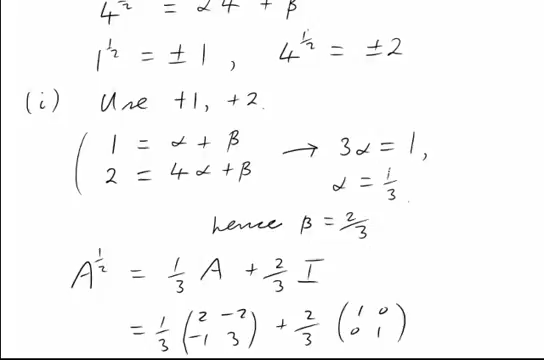 4^{1/2} = α4 + β
1^{1/2} = ±1, 4^{1/2} = ±2
(i) Use +1, +2.
1 = α + β → 3α = 1,
2 = 4α + β α = 1/3.
hence β = 2/3
A^{1/2} = 1/3 A + 2/3 I
= 1/3 (2 -2 -1 3) + 2/3 (1 0 0 1)